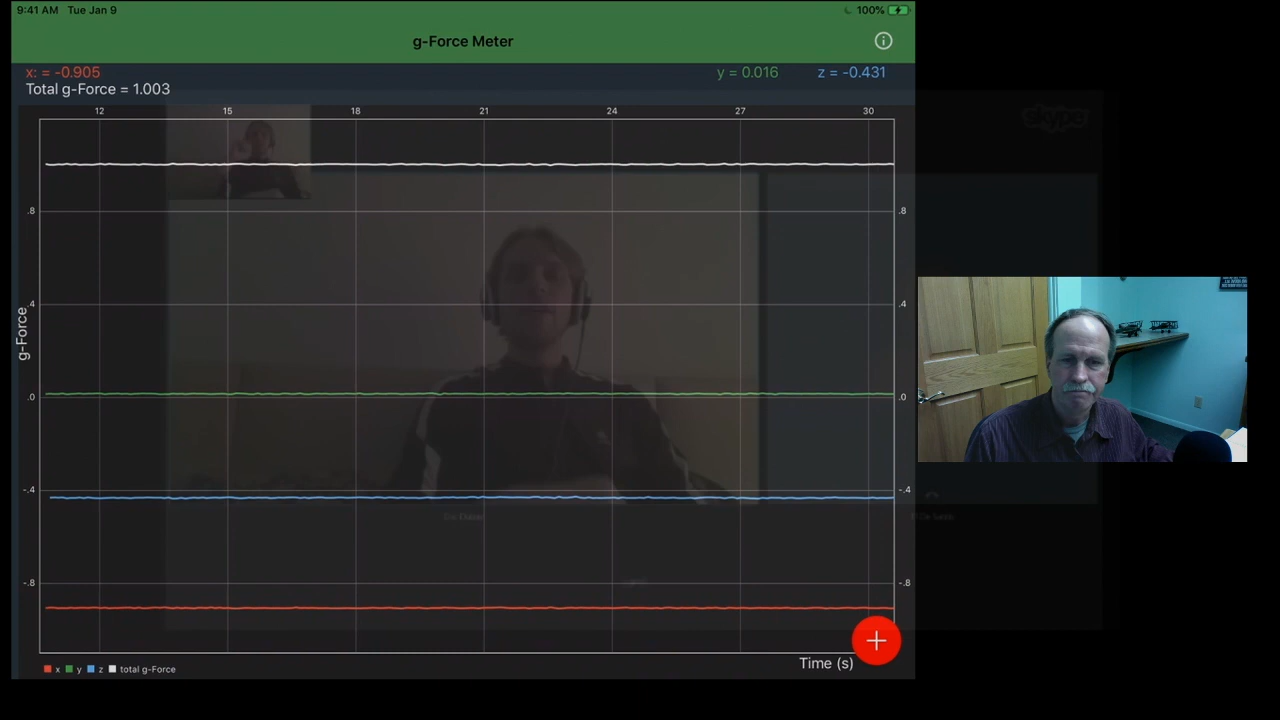 9:41 AM Tue Jan 9
100%
g-Force Meter
x: = -0.905
y = 0.016 z = -0.431
Total g-Force = 1.003
skype
12 15 18 21 24 27 30
.8 .8
.4 .4
.0 .0
-.4 -.4
-.8 -.8
g-Force
Time (s)
x y z total g-Force